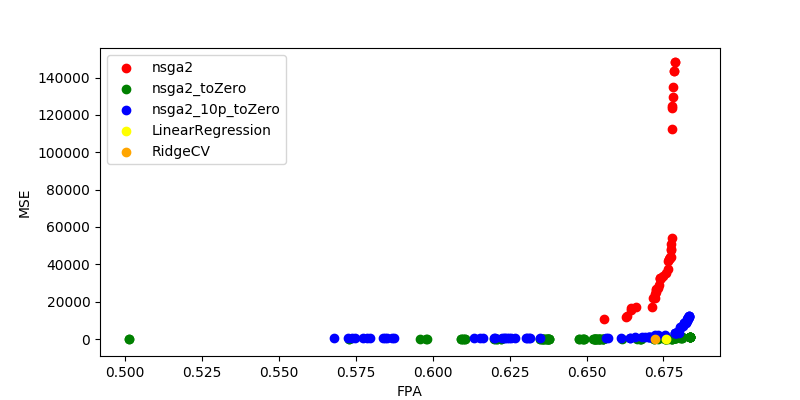 nsga2
nsga2_toZero
nsga2_10p_toZero
LinearRegression
RidgeCV
MSE
140000
120000
100000
80000
60000
40000
20000
0
0.500 0.525 0.550 0.575 0.600 0.625 0.650 0.675
FPA